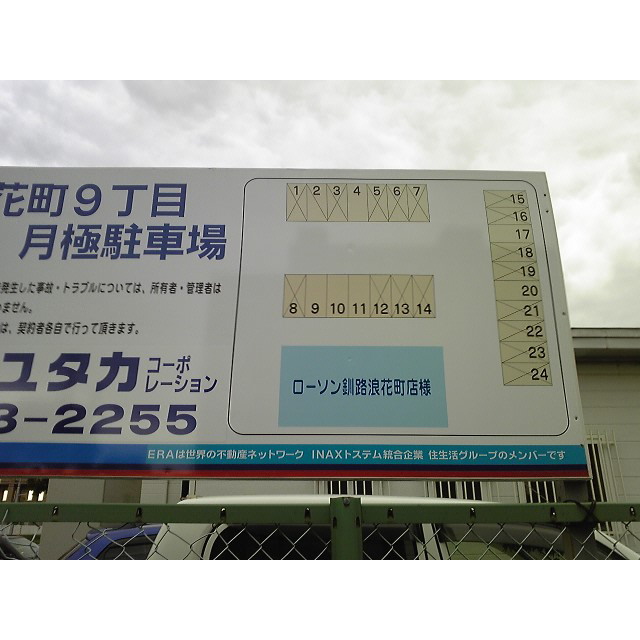 花町9丁目
月極駐車場
発生した事故・トラブルについては、所有者・管理者は
ません。
は、契約者各自で行って頂きます。
ユタカ コーポレーション
3-2255
1 2 3 4 5 6 7
8 9 10 11 12 13 14
15
16
17
18
19
20
21
22
23
24
ローソン釧路浪花町店様
ERAは世界の不動産ネットワーク INAXトステム統合企業 住生活グループのメンバーです